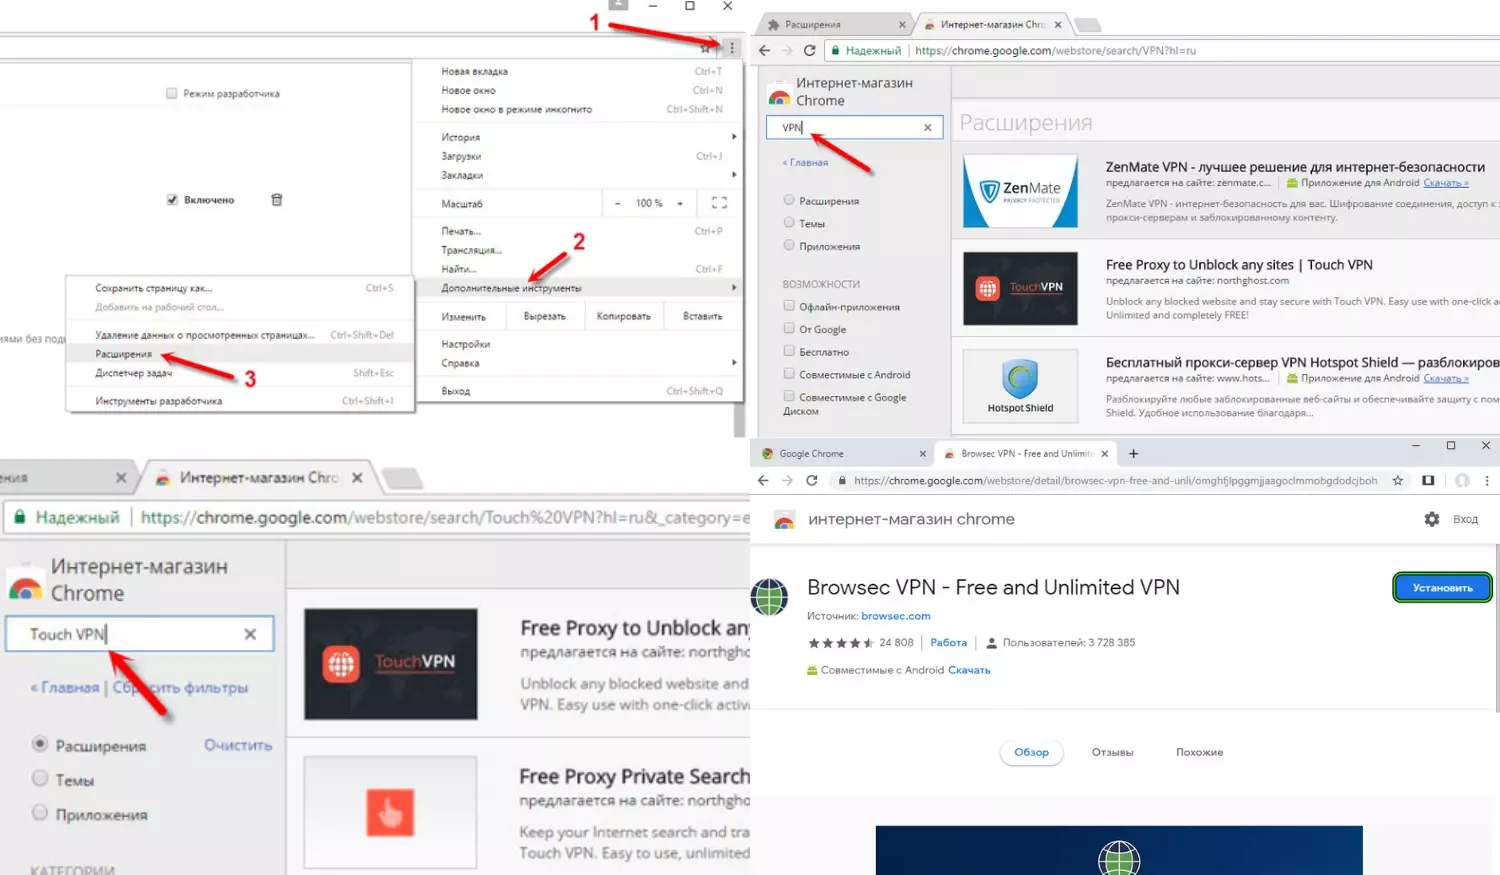 1
Режим разработчика
Включено
иями без под
Новая вкладка Ctrl+T
Новое окно Ctrl+N
Новое окно в режиме инкогнито Ctrl+Shift+N
История
Загрузки Ctrl+J
Закладки
Масштаб - 100 % +
Печать... Ctrl+P
Трансляция...
2
Найти... Ctrl+F
Дополнительные инструменты
Изменить Вырезать Копировать Вставить
Настройки
Справка
Выход Ctrl+Shift+Q
Сохранить страницу как... Ctrl+S
Добавить на рабочий стол...
Удаление данных о просмотренных страницах... Ctrl+Shift+Del
Расширения
3
Диспетчер задач Shift+Esc
Инструменты разработчика Ctrl+Shift+I
Расширения
Интернет-магазин Chro
Надежный https://chrome.google.com/webstore/search/VPN?hl=ru
Интернет-магазин
Chrome
VPN
« Главная
Расширения
Темы
Приложения
ВОЗМОЖНОСТИ
Офлайн-приложения
От Google
Бесплатно
Совместимые с Android
Совместимые с Google
Диском
Расширения
ZenMate
PRIVACY PROTECTED
ZenMate VPN - лучшее решение для интернет-безопасности
предлагается на сайте: zenmate.c... Приложение для Android Скачать »
ZenMate VPN - интернет-безопасность для вас. Шифрование соединения, доступ к з
прокси-серверам и заблокированному контенту.
TouchVPN
Free Proxy to Unblock any sites | Touch VPN
предлагается на сайте: northghost.com
Unblock any blocked website and stay secure with Touch VPN. Easy use with one-click a
Unlimited and completely FREE!
Hotspot Shield
Бесплатный прокси-сервер VPN Hotspot Shield — разблокиров
предлагается на сайте: www.hots... Приложение для Android Скачать »
Разблокируйте любые заблокированные веб-сайты и обеспечивайте защиту с пом
Shield. Удобное использование благодаря...
ния
Интернет-магазин Chro
Надежный https://chrome.google.com/webstore/search/Touch%20VPN?hl=ru&_category=e
Интернет-магазин
Chrome
Touch VPN
« Главная | Сбросить фильтры
Расширения Очистить
Темы
Приложения
КАТЕГОРИИ
TouchVPN
Free Proxy to Unblock any
предлагается на сайте: northgho
Unblock any blocked website and
VPN. Easy use with one-click activ
Free Proxy Private Search
предлагается на сайте: northgho
Keep your Internet search and tra
Touch VPN. Easy to use, unlimited
Google Chrome
Browsec VPN - Free and Unlimite
https://chrome.google.com/webstore/detail/browsec-vpn-free-and-unli/omghfjlpggmjjaagoclmmobgdodcjboh
интернет-магазин chrome
Вход
Browsec VPN - Free and Unlimited VPN
Установить
Источник: browsec.com
24 808 Работа Пользователей: 3 728 385
Совместимые с Android Скачать
Обзор Отзывы Похожие